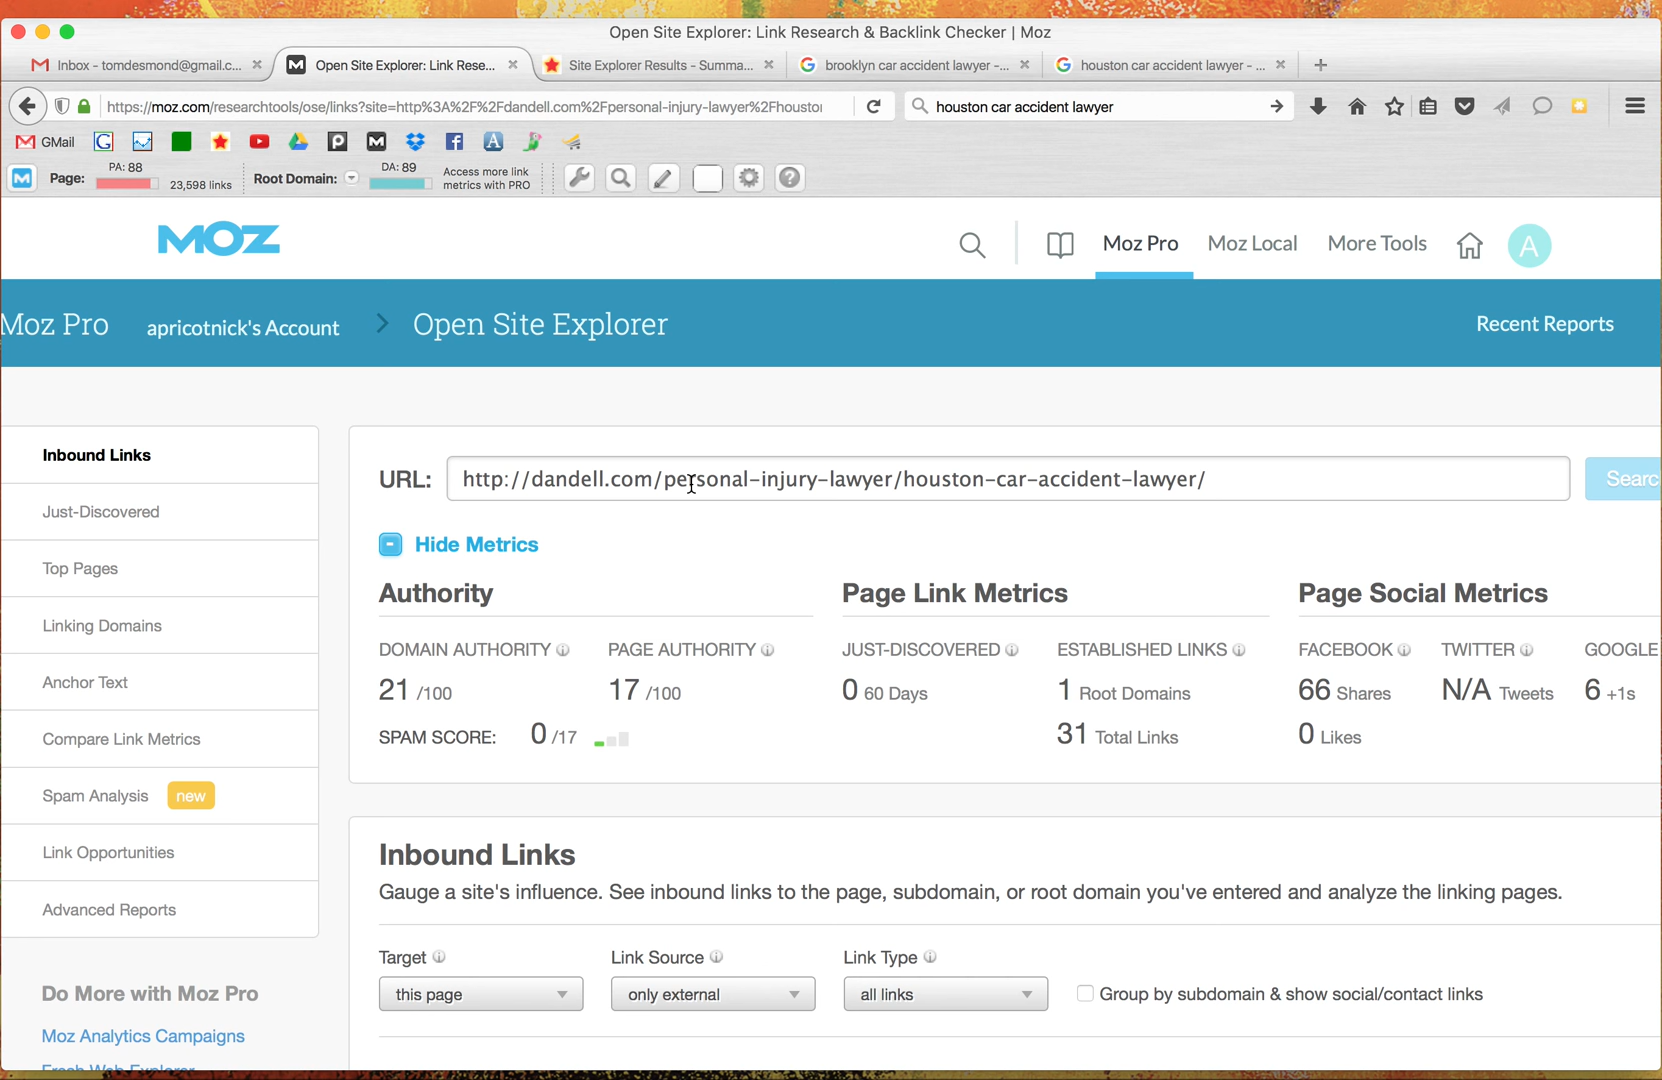 Open Site Explorer: Link Research & Backlink Checker | Moz
Inbox - tomdesmond@gmail.c...
Open Site Explorer: Link Rese...
Site Explorer Results - Summa...
brooklyn car accident lawyer -...
houston car accident lawyer - ...
https://moz.com/researchtools/ose/links?site=http%3A%2F%2Fdandell.com%2Fpersonal-injury-lawyer%2Fhouston
houston car accident lawyer
GMail
Page:
PA: 88
23,598 links
Root Domain:
DA: 89
Access more link
metrics with PRO
MOZ
Moz Pro
Moz Local
More Tools
A
Moz Pro
apricotnick's Account
Open Site Explorer
Recent Reports
Inbound Links
Just-Discovered
Top Pages
Linking Domains
Anchor Text
Compare Link Metrics
Spam Analysis new
Link Opportunities
Advanced Reports
Do More with Moz Pro
Moz Analytics Campaigns
Fresh Web Explorer
URL: http://dandell.com/personal-injury-lawyer/houston-car-accident-lawyer/
Searc
Hide Metrics
Authority
DOMAIN AUTHORITY
21 /100
PAGE AUTHORITY
17 /100
SPAM SCORE: 0 /17
Page Link Metrics
JUST-DISCOVERED
0 60 Days
ESTABLISHED LINKS
1 Root Domains
31 Total Links
Page Social Metrics
FACEBOOK
66 Shares
0 Likes
TWITTER
N/A Tweets
GOOGLE
6 +1s
Inbound Links
Gauge a site's influence. See inbound links to the page, subdomain, or root domain you've entered and analyze the linking pages.
Target
this page
Link Source
only external
Link Type
all links
Group by subdomain & show social/contact links